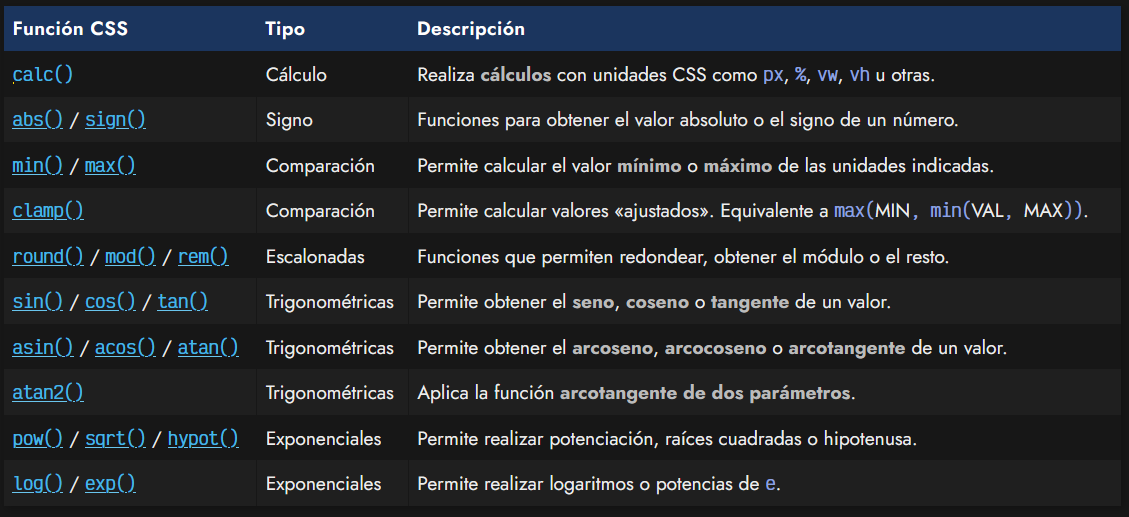 Función CSS Tipo Descripción
calc() Cálculo Realiza cálculos con unidades CSS como px, %, vw, vh u otras.
abs() / sign() Signo Funciones para obtener el valor absoluto o el signo de un número.
min() / max() Comparación Permite calcular el valor mínimo o máximo de las unidades indicadas.
clamp() Comparación Permite calcular valores «ajustados». Equivalente a max(MIN, min(VAL, MAX)).
round() / mod() / rem() Escalonadas Funciones que permiten redondear, obtener el módulo o el resto.
sin() / cos() / tan() Trigonométricas Permite obtener el seno, coseno o tangente de un valor.
asin() / acos() / atan() Trigonométricas Permite obtener el arcoseno, arcocoseno o arcotangente de un valor.
atan2() Trigonométricas Aplica la función arcotangente de dos parámetros.
pow() / sqrt() / hypot() Exponenciales Permite realizar potenciación, raíces cuadradas o hipotenusa.
log() / exp() Exponenciales Permite realizar logaritmos o potencias de e.